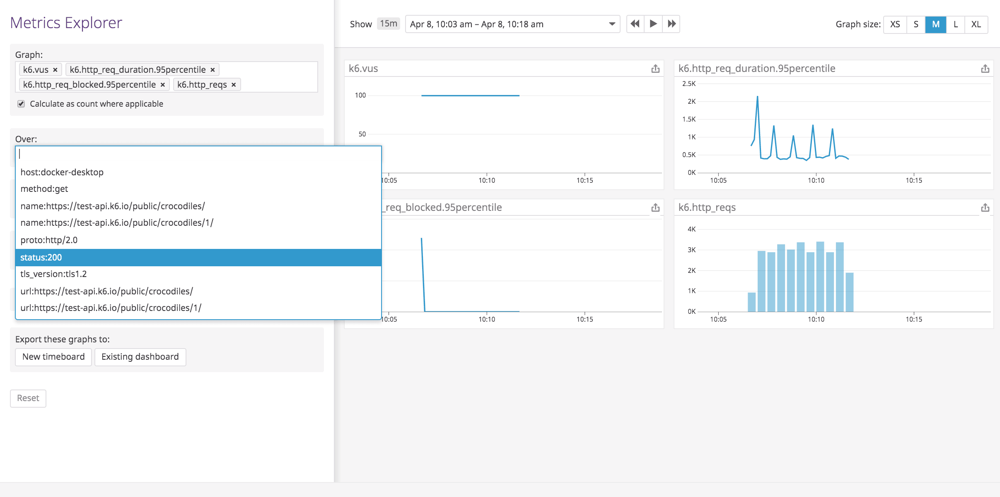 Metrics Explorer
Graph:
k6.vus ×
k6.http_req_duration.95percentile ×
k6.http_req_blocked.95percentile ×
k6.http_reqs ×
Calculate as count where applicable
Over:
host:docker-desktop
method:get
name:https://test-api.k6.io/public/crocodiles/
name:https://test-api.k6.io/public/crocodiles/1/
proto:http/2.0
status:200
tls_version:tls1.2
url:https://test-api.k6.io/public/crocodiles/
url:https://test-api.k6.io/public/crocodiles/1/
Export these graphs to:
New timeboard
Existing dashboard
Reset
Show 15m Apr 8, 10:03 am – Apr 8, 10:18 am
Graph size: XS S M L XL
k6.vus
100
50
10:05 10:10 10:15
k6.http_req_duration.95percentile
2.5K
2K
1.5K
1K
0.5K
0K
10:05 10:10 10:15
_req_blocked.95percentile
10:05 10:10 10:15
k6.http_reqs
4K
3K
2K
1K
0K
10:05 10:10 10:15